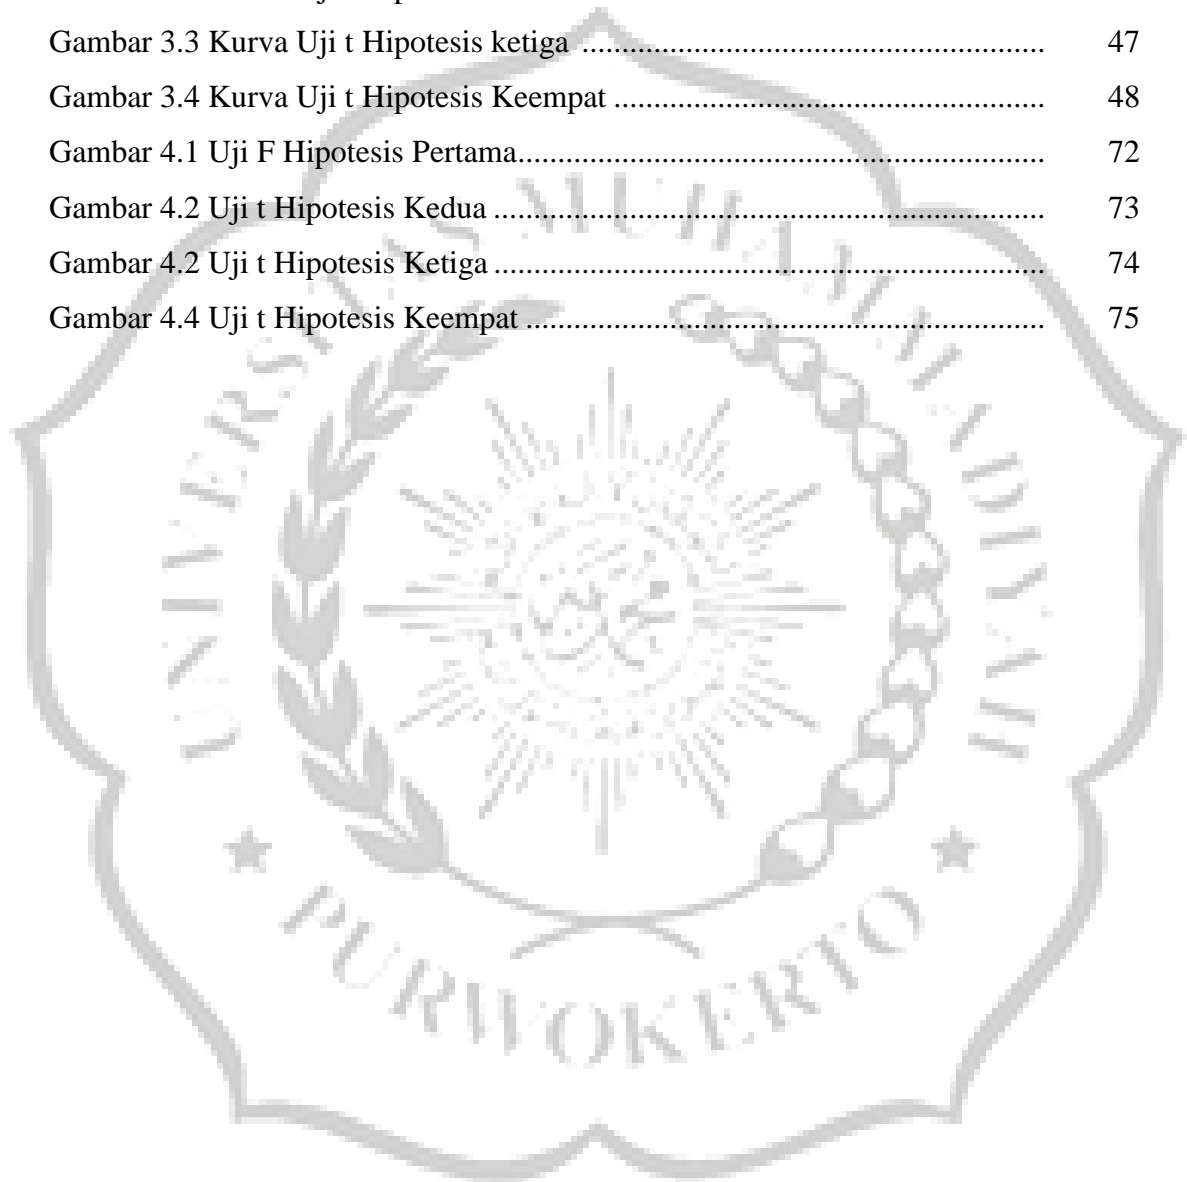 Gambar 3.3 Kurva Uji t Hipotesis ketiga ........................................................... 47
Gambar 3.4 Kurva Uji t Hipotesis Keempat ......................................................... 48
Gambar 4.1 Uji F Hipotesis Pertama.................................................................. 72
Gambar 4.2 Uji t Hipotesis Kedua ..................................................................... 73
Gambar 4.2 Uji t Hipotesis Ketiga ..................................................................... 74
Gambar 4.4 Uji t Hipotesis Keempat ................................................................. 75
UNIVERSITAS MUHAMMADIYAH
PURWOKERTO